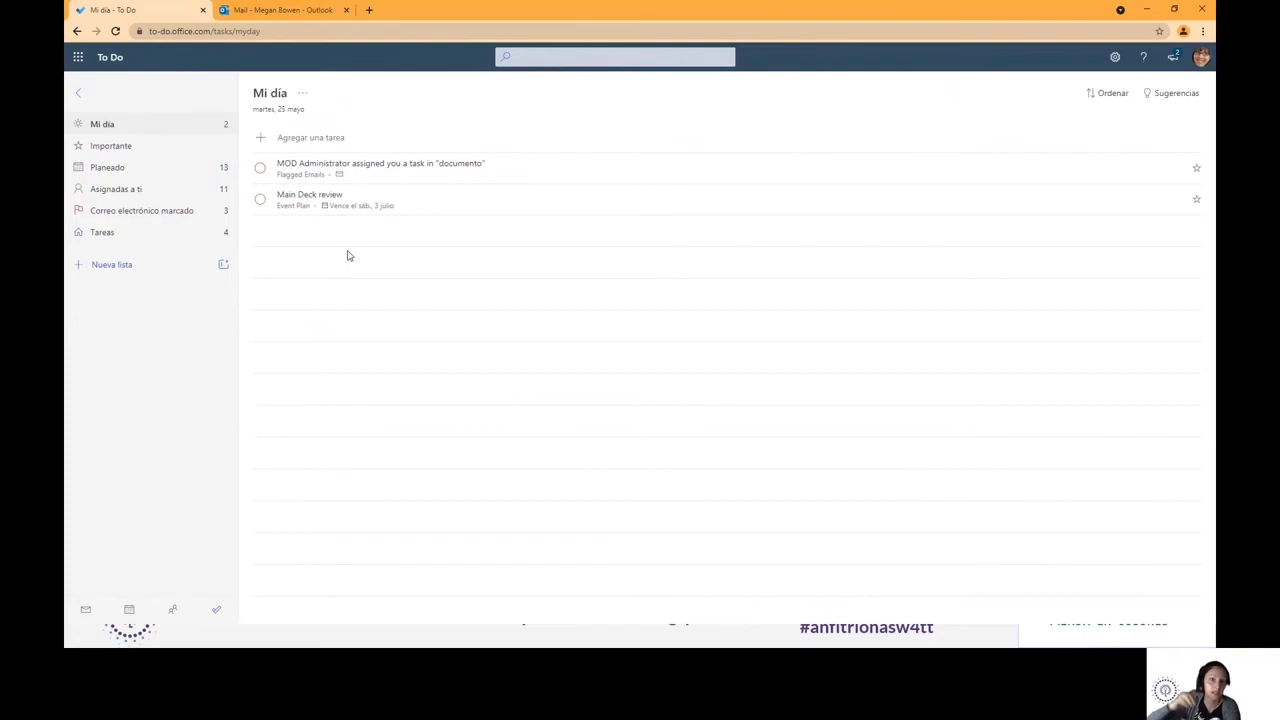 Mi día - To Do
Mail - Megan Bowen - Outlook
to-do.office.com/tasks/myday
To Do
2
Mi día 2
Importante
Planeado 13
Asignadas a ti 11
Correo electrónico marcado 3
Tareas 4
Nueva lista
Mi día
martes, 25 mayo
Ordenar
Sugerencias
Agregar una tarea
MOD Administrator assigned you a task in "documento"
Flagged Emails
Main Deck review
Event Plan • Vence el sáb., 3 julio
#anfitrionasw4tt